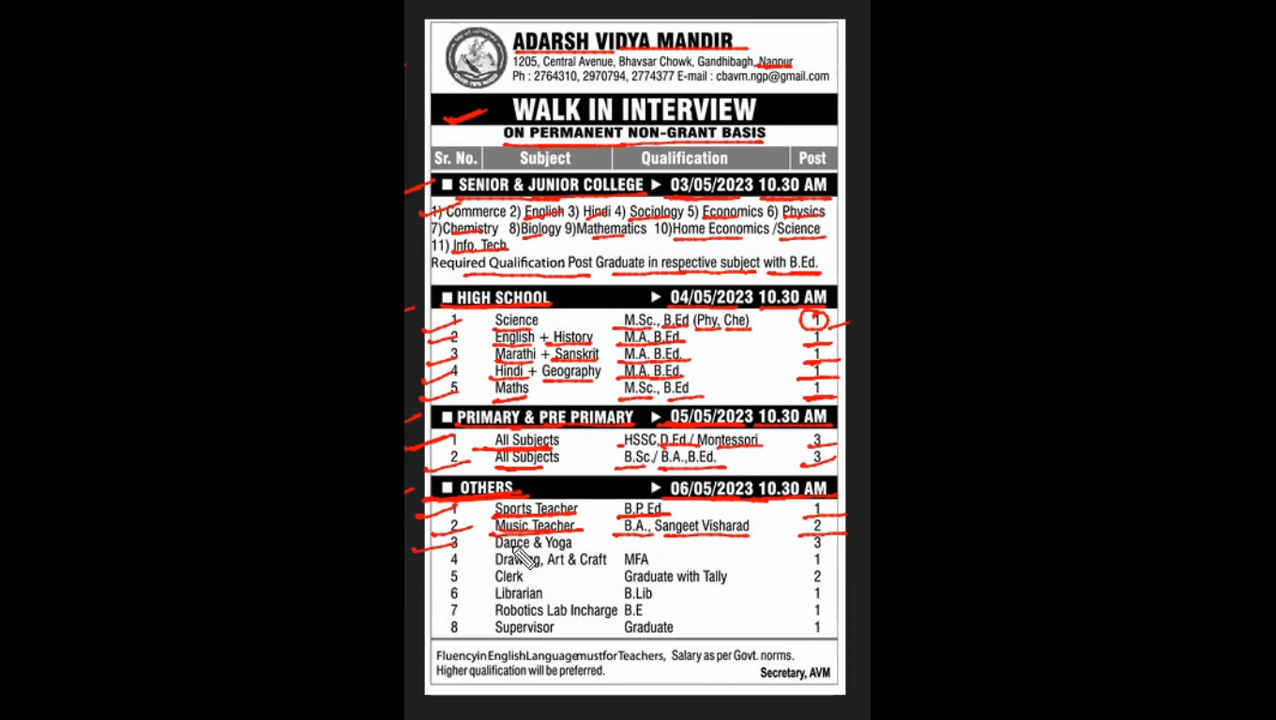 ADARSH VIDYA MANDIR
1205, Central Avenue, Bhavsar Chowk, Gandhibagh, Nagpur
Ph : 2764310, 2970794, 2774377 E-mail : cbavm.ngp@gmail.com
WALK IN INTERVIEW
ON PERMANENT NON-GRANT BASIS
Sr. No. Subject Qualification Post
■ SENIOR & JUNIOR COLLEGE ▶ 03/05/2023 10.30 AM
1) Commerce 2) English 3) Hindi 4) Sociology 5) Economics 6) Physics
7)Chemistry 8)Biology 9)Mathematics 10)Home Economics /Science
11) Info. Tech
Required Qualification Post Graduate in respective subject with B.Ed.
■ HIGH SCHOOL ▶ 04/05/2023 10.30 AM
1 Science M.Sc., B.Ed (Phy, Che) 1
2 English + History M.A, B.Ed. 1
3 Marathi + Sanskrit M.A. B.Ed. 1
4 Hindi + Geography M.A. B.Ed. 1
5 Maths M.Sc., B.Ed 1
■ PRIMARY & PRE PRIMARY ▶ 05/05/2023 10.30 AM
1 All Subjects HSSC,D.Ed / Montessori 3
2 All Subjects B.Sc./ B.A.,B.Ed. 3
■ OTHERS ▶ 06/05/2023 10.30 AM
1 Sports Teacher B.P.Ed 1
2 Music Teacher B.A., Sangeet Visharad 2
3 Dance & Yoga 3
4 Drawing, Art & Craft MFA 1
5 Clerk Graduate with Tally 2
6 Librarian B.Lib 1
7 Robotics Lab Incharge B.E 1
8 Supervisor Graduate 1
FluencyinEnglishLanguagemustforTeachers, Salary as per Govt. norms.
Higher qualification will be preferred.
Secretary, AVM